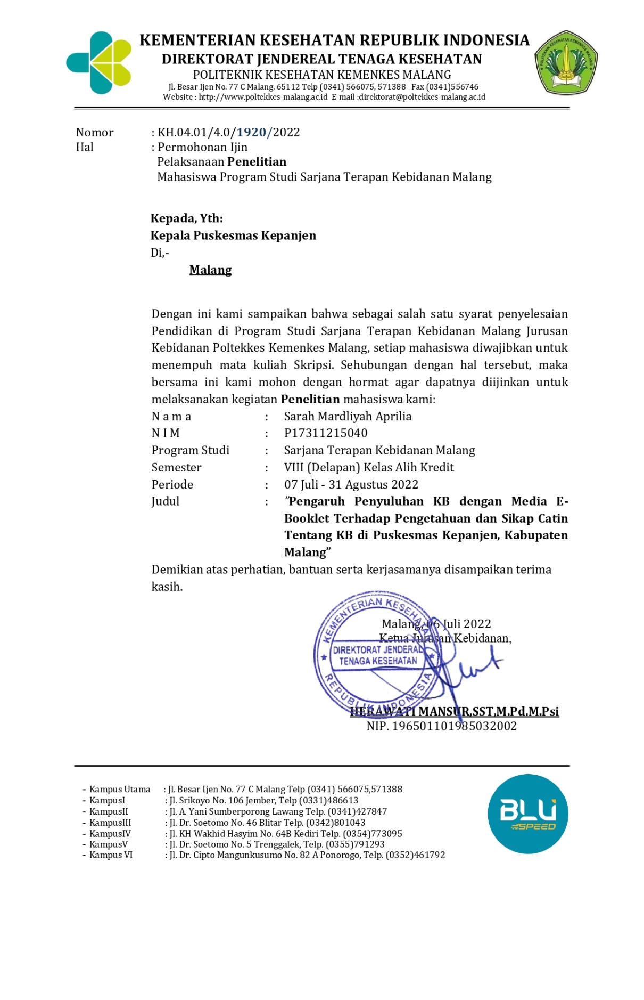 KEMENTERIAN KESEHATAN REPUBLIK INDONESIA
DIREKTORAT JENDEREAL TENAGA KESEHATAN
POLITEKNIK KESEHATAN KEMENKES MALANG
Jl. Besar Ijen No. 77 C Malang, 65112 Telp (0341) 566075, 571388 Fax (0341)556746
Website : http://www.poltekkes-malang.ac.id E-mail :direktorat@poltekkes-malang.ac.id
POLITEKNIK KESEHATAN KEMENKES MALANG
Nomor : KH.04.01/4.0/1920/2022
Hal : Permohonan Ijin
Pelaksanaan Penelitian
Mahasiswa Program Studi Sarjana Terapan Kebidanan Malang
Kepada, Yth:
Kepala Puskesmas Kepanjen
Di,-
Malang
Dengan ini kami sampaikan bahwa sebagai salah satu syarat penyelesaian
Pendidikan di Program Studi Sarjana Terapan Kebidanan Malang Jurusan
Kebidanan Poltekkes Kemenkes Malang, setiap mahasiswa diwajibkan untuk
menempuh mata kuliah Skripsi. Sehubungan dengan hal tersebut, maka
bersama ini kami mohon dengan hormat agar dapatnya diijinkan untuk
melaksanakan kegiatan Penelitian mahasiswa kami:
N a m a : Sarah Mardliyah Aprilia
N I M : P17311215040
Program Studi : Sarjana Terapan Kebidanan Malang
Semester : VIII (Delapan) Kelas Alih Kredit
Periode : 07 Juli - 31 Agustus 2022
Judul : ”Pengaruh Penyuluhan KB dengan Media E-
Booklet Terhadap Pengetahuan dan Sikap Catin
Tentang KB di Puskesmas Kepanjen, Kabupaten
Malang”
Demikian atas perhatian, bantuan serta kerjasamanya disampaikan terima
kasih.
Malang, 06 Juli 2022
Ketua Jurusan Kebidanan,
KEMENTERIAN KESEHATAN
DIREKTORAT JENDERAL
TENAGA KESEHATAN
REPUBLIK INDONESIA
HERAWATI MANSUR,SST,M.Pd.M.Psi
NIP. 196501101985032002
- Kampus Utama : Jl. Besar Ijen No. 77 C Malang Telp (0341) 566075,571388
- KampusI : Jl. Srikoyo No. 106 Jember, Telp (0331)486613
- KampusII : Jl. A. Yani Sumberporong Lawang Telp. (0341)427847
- KampusIII : Jl. Dr. Soetomo No. 46 Blitar Telp. (0342)801043
- KampusIV : Jl. KH Wakhid Hasyim No. 64B Kediri Telp. (0354)773095
- KampusV : Jl. Dr. Soetomo No. 5 Trenggalek, Telp. (0355)791293
- Kampus VI : Jl. Dr. Cipto Mangunkusumo No. 82 A Ponorogo, Telp. (0352)461792
BLU
SPEED